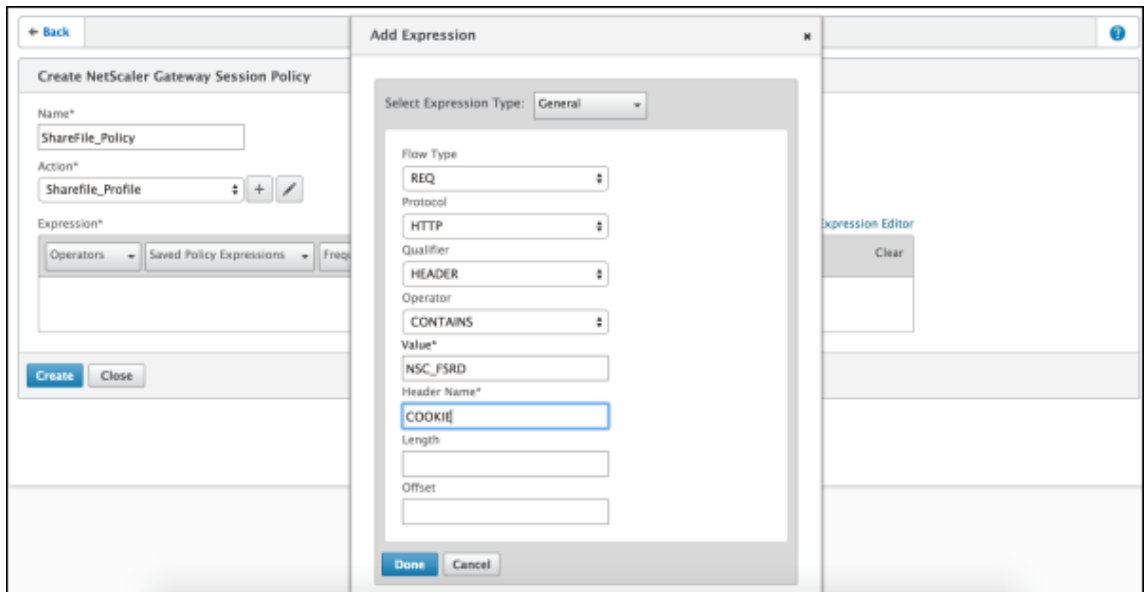 ← Back
Create NetScaler Gateway Session Policy
Name*
ShareFile_Policy
Action*
Sharefile_Profile
+
Expression*
Operators
Saved Policy Expressions
Frequ
Expression Editor
Clear
Create
Close
Add Expression
Select Expression Type: General
Flow Type
REQ
Protocol
HTTP
Qualifier
HEADER
Operator
CONTAINS
Value*
NSC_FSRD
Header Name*
COOKIE
Length
Offset
Done
Cancel
?